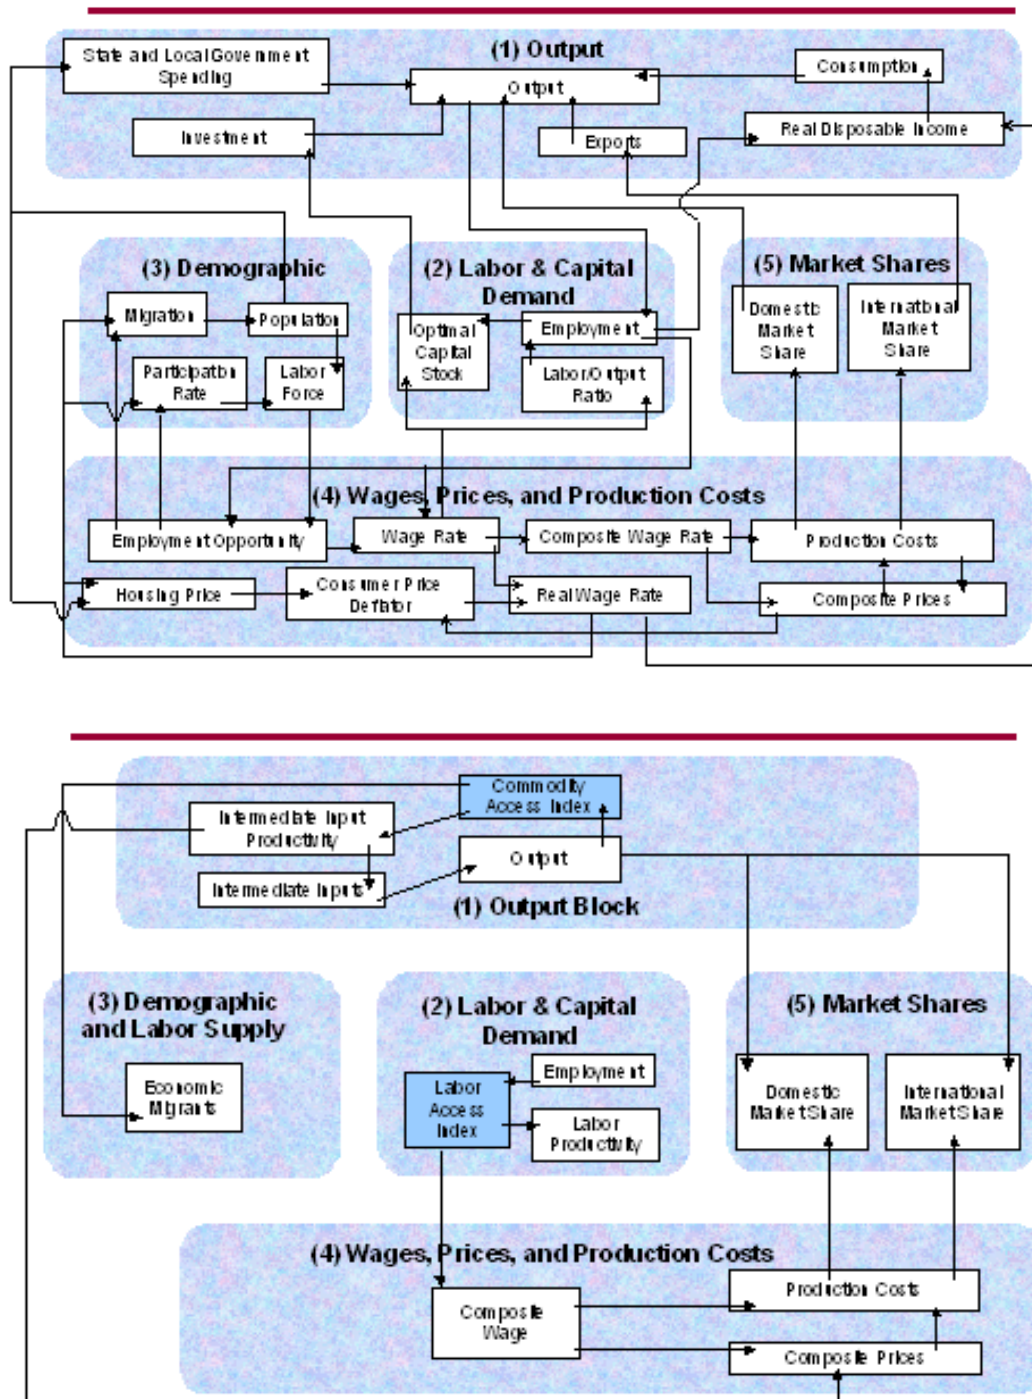 (1) Output
State and Local Government
Spending
Output
Consumption
Investment
Exports
Real Disposable Income
(3) Demographic
(2) Labor & Capital
Demand
(5) Market Shares
Migration
Population
Optimal
Capital
Stock
Employment
Domestic
Market
Share
International
Market
Share
Participation
Rate
Labor
Force
Labor/Output
Ratio
(4) Wages, Prices, and Production Costs
Employment Opportunity
Wage Rate
Composite Wage Rate
Production Costs
Housing Price
Consumer Price
Deflator
Real Wage Rate
Composite Prices
Commodity
Access Index
Intermediate Input
Productivity
Output
Intermediate Inputs
(1) Output Block
(3) Demographic
and Labor Supply
(2) Labor & Capital
Demand
(5) Market Shares
Economic
Migrants
Labor
Access
Index
Employment
Labor
Productivity
Domestic
Market Share
International
Market Share
(4) Wages, Prices, and Production Costs
Composite
Wage
Production Costs
Composite Prices